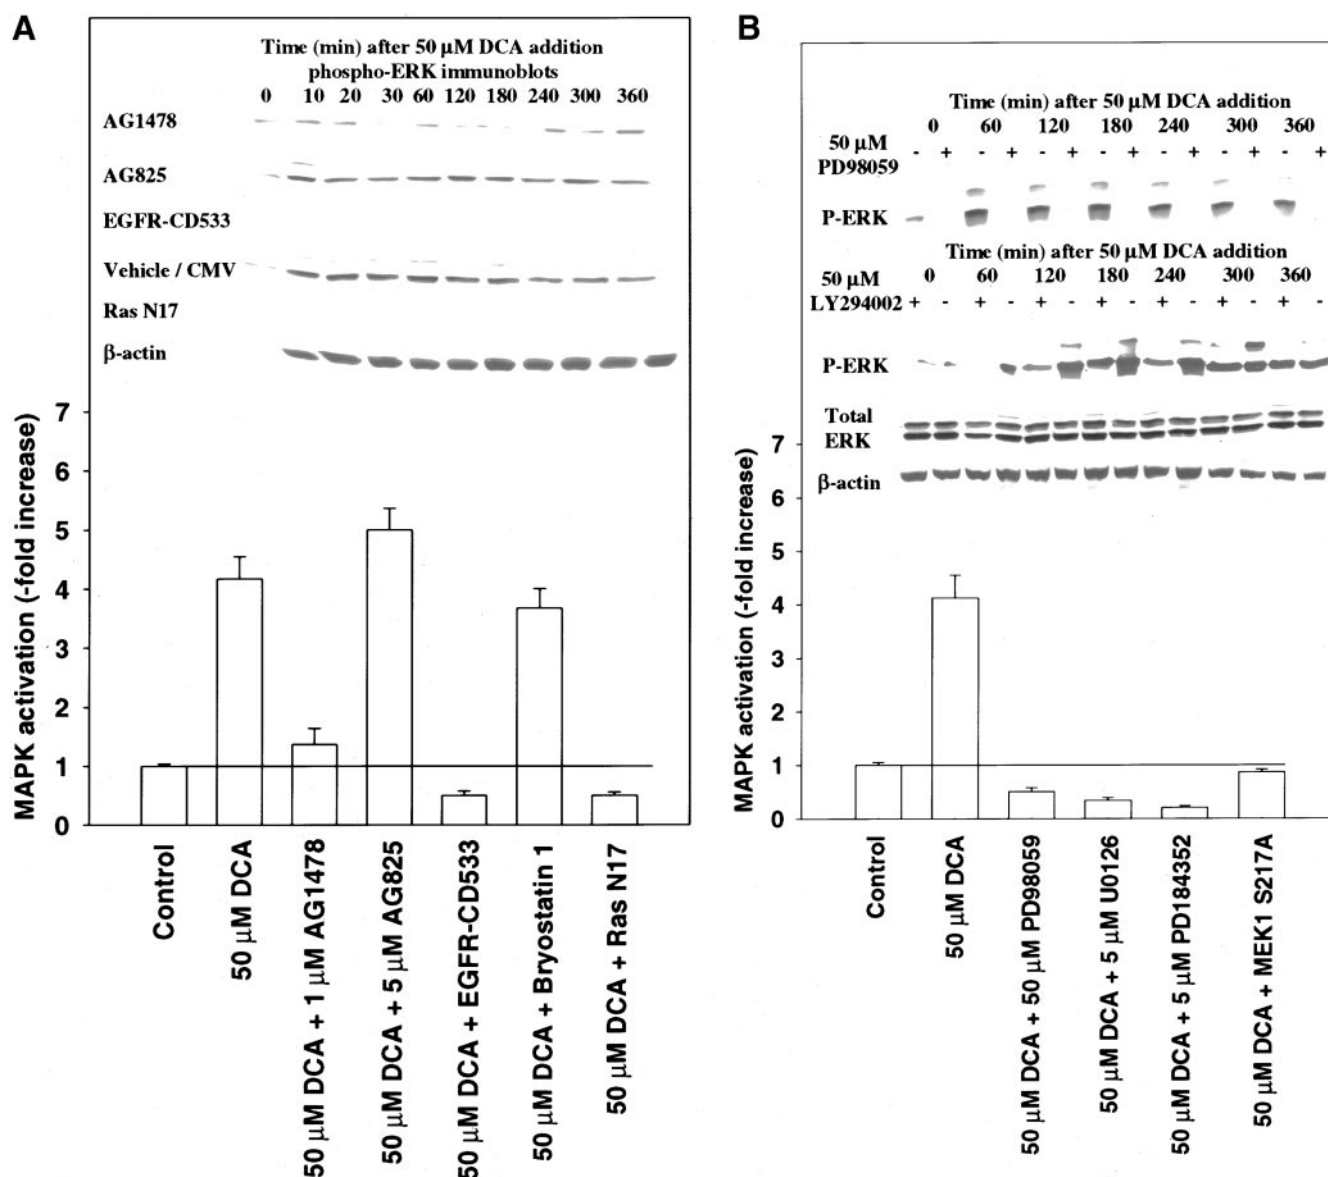 A
Time (min) after 50 μM DCA addition
phospho-ERK immunoblots
0 10 20 30 60 120 180 240 300 360
AG1478
AG825
EGFR-CD533
Vehicle / CMV
Ras N17
β-actin
MAPK activation (-fold increase)
7
6
5
4
3
2
1
0
Control
50 μM DCA
50 μM DCA + 1 μM AG1478
50 μM DCA + 5 μM AG825
50 μM DCA + EGFR-CD533
50 μM DCA + Bryostatin 1
50 μM DCA + Ras N17
B
Time (min) after 50 μM DCA addition
0 60 120 180 240 300 360
50 μM
PD98059
- + - + - + - + - + - + - +
P-ERK
Time (min) after 50 μM DCA addition
0 60 120 180 240 300 360
50 μM
LY294002
+ - + - + - + - + - + - + -
P-ERK
Total
ERK
β-actin
MAPK activation (-fold increase)
7
6
5
4
3
2
1
0
Control
50 μM DCA
50 μM DCA + 50 μM PD98059
50 μM DCA + 5 μM U0126
50 μM DCA + 5 μM PD184352
50 μM DCA + MEK1 S217A